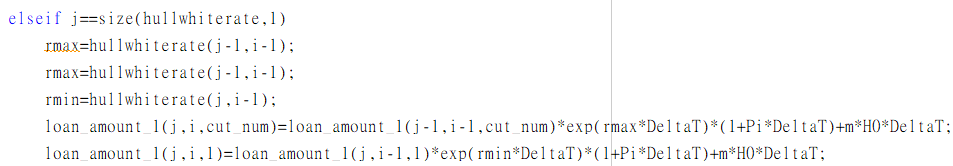 elseif j==size(hullwhiterate,1)
rmax=hullwhiterate(j-1,i-1);
rmax=hullwhiterate(j-1,i-1);
rmin=hullwhiterate(j,i-1);
loan_amount_1(j,i,cut_num)=loan_amount_1(j-1,i-1,cut_num)*exp(rmax*DeltaT)*(1+Pi*DeltaT)+m*H0*DeltaT;
loan_amount_1(j,i,1)=loan_amount_1(j,i-1,1)*exp(rmin*DeltaT)*(1+Pi*DeltaT)+m*H0*DeltaT;